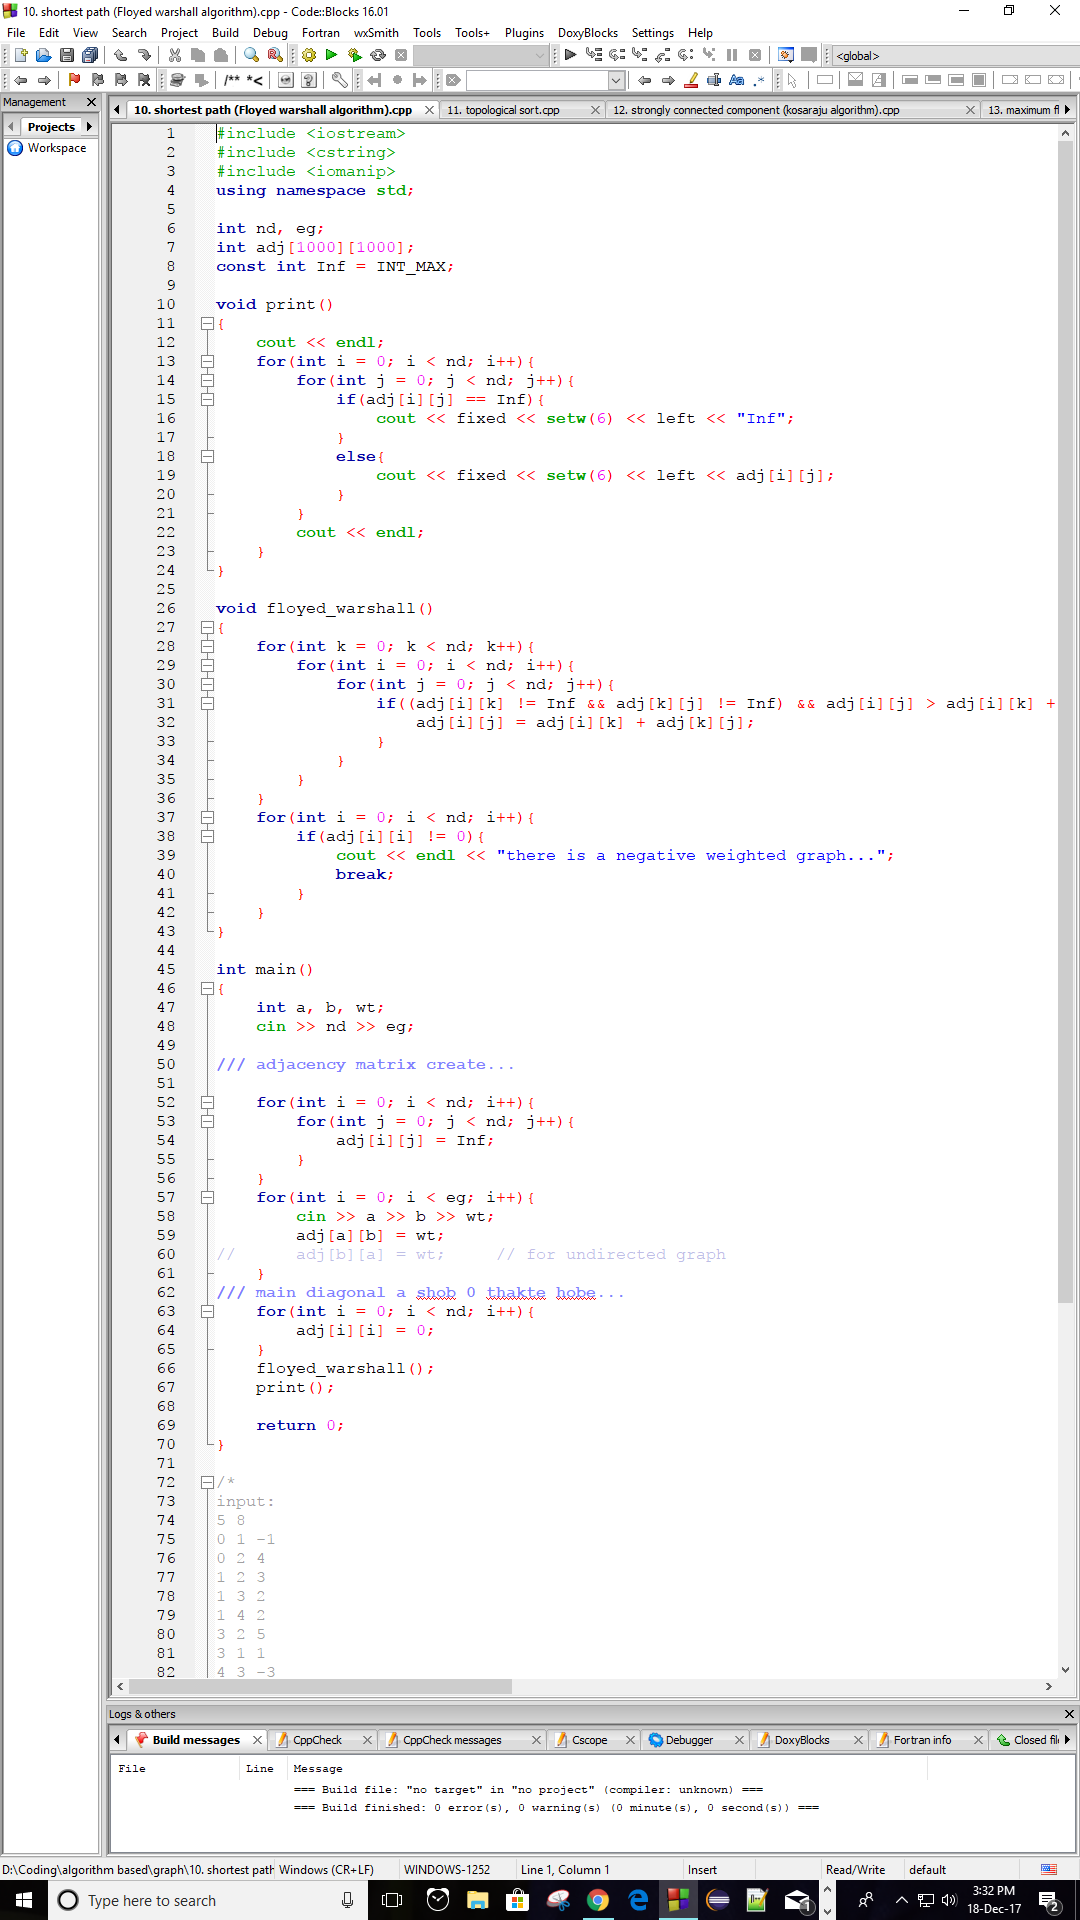 10. shortest path (Floyed warshall algorithm).cpp - Code::Blocks 16.01
File Edit View Search Project Build Debug Fortran wxSmith Tools Tools+ Plugins DoxyBlocks Settings Help
<global>
/** *<
Management
10. shortest path (Floyed warshall algorithm).cpp 11. topological sort.cpp 12. strongly connected component (kosaraju algorithm).cpp 13. maximum fl
Projects
Workspace
1 #include <iostream>
2 #include <cstring>
3 #include <iomanip>
4 using namespace std;
5
6 int nd, eg;
7 int adj[1000][1000];
8 const int Inf = INT_MAX;
9
10 void print()
11 {
12 cout << endl;
13 for(int i = 0; i < nd; i++){
14 for(int j = 0; j < nd; j++){
15 if(adj[i][j] == Inf){
16 cout << fixed << setw(6) << left << "Inf";
17 }
18 else{
19 cout << fixed << setw(6) << left << adj[i][j];
20 }
21 }
22 cout << endl;
23 }
24 }
25
26 void floyed_warshall()
27 {
28 for(int k = 0; k < nd; k++){
29 for(int i = 0; i < nd; i++){
30 for(int j = 0; j < nd; j++){
31 if((adj[i][k] != Inf && adj[k][j] != Inf) && adj[i][j] > adj[i][k] +
32 adj[i][j] = adj[i][k] + adj[k][j];
33 }
34 }
35 }
36 }
37 for(int i = 0; i < nd; i++){
38 if(adj[i][i] != 0){
39 cout << endl << "there is a negative weighted graph...";
40 break;
41 }
42 }
43 }
44
45 int main()
46 {
47 int a, b, wt;
48 cin >> nd >> eg;
49
50 /// adjacency matrix create...
51
52 for(int i = 0; i < nd; i++){
53 for(int j = 0; j < nd; j++){
54 adj[i][j] = Inf;
55 }
56 }
57 for(int i = 0; i < eg; i++){
58 cin >> a >> b >> wt;
59 adj[a][b] = wt;
60 // adj[b][a] = wt; // for undirected graph
61 }
62 /// main diagonal a shob 0 thakte hobe...
63 for(int i = 0; i < nd; i++){
64 adj[i][i] = 0;
65 }
66 floyed_warshall();
67 print();
68
69 return 0;
70 }
71
72 /*
73 input:
74 5 8
75 0 1 -1
76 0 2 4
77 1 2 3
78 1 3 2
79 1 4 2
80 3 2 5
81 3 1 1
82 4 3 -3
Logs & others
Build messages CppCheck CppCheck messages Cscope Debugger DoxyBlocks Fortran info Closed file
File Line Message
=== Build file: "no target" in "no project" (compiler: unknown) ===
=== Build finished: 0 error(s), 0 warning(s) (0 minute(s), 0 second(s)) ===
D:\Coding\algorithm based\graph\10. shortest path Windows (CR+LF) WINDOWS-1252 Line 1, Column 1 Insert Read/Write default
Type here to search
3:32 PM
18-Dec-17